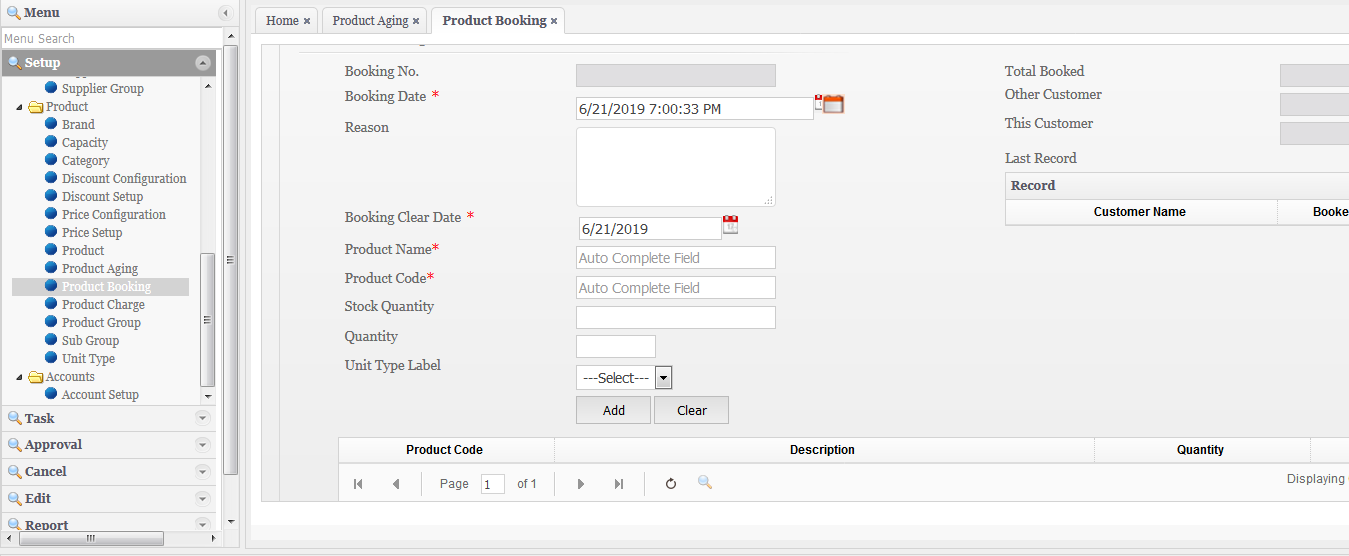 Menu
Menu Search
Setup
Supplier Group
Product
Brand
Capacity
Category
Discount Configuration
Discount Setup
Price Configuration
Price Setup
Product
Product Aging
Product Booking
Product Charge
Product Group
Sub Group
Unit Type
Accounts
Account Setup
Task
Approval
Cancel
Edit
Report
Home × Product Aging × Product Booking ×
Booking No.
Booking Date * 6/21/2019 7:00:33 PM
Reason
Booking Clear Date * 6/21/2019
Product Name* Auto Complete Field
Product Code* Auto Complete Field
Stock Quantity
Quantity
Unit Type Label ---Select---
Add Clear
Total Booked
Other Customer
This Customer
Last Record
Record
Customer Name Booke
Product Code Description Quantity
Page 1 of 1 Displaying